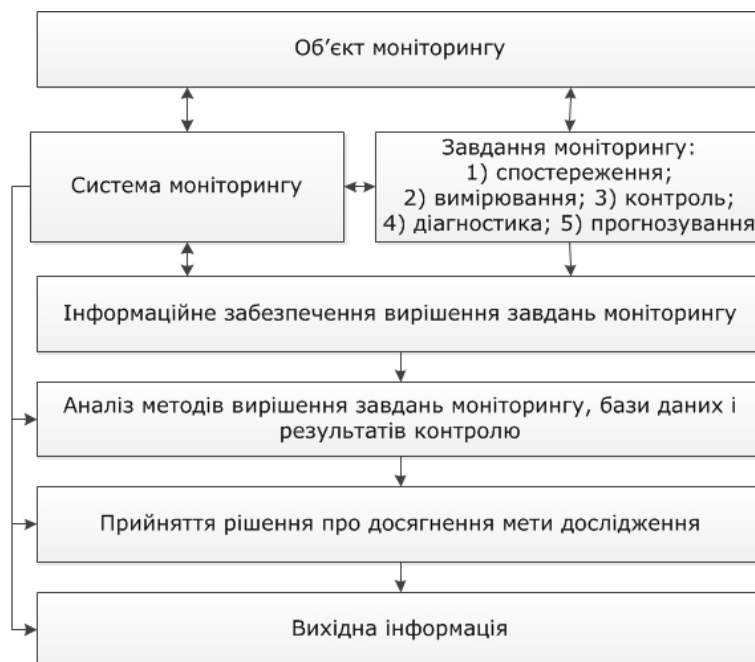 Об’єкт моніторингу
Система моніторингу
Завдання моніторингу:
1) спостереження;
2) вимірювання; 3) контроль;
4) діагностика; 5) прогнозування
Інформаційне забезпечення вирішення завдань моніторингу
Аналіз методів вирішення завдань моніторингу, бази даних і
результатів контролю
Прийняття рішення про досягнення мети дослідження
Вихідна інформація